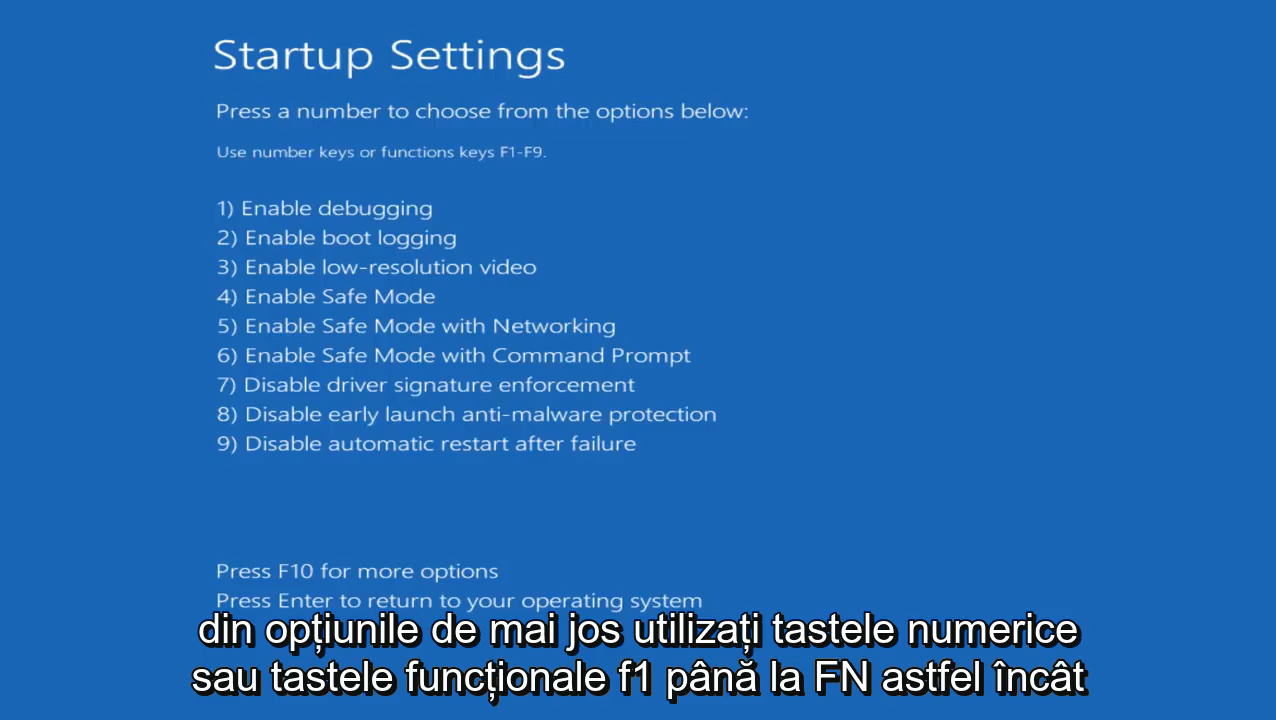 Startup Settings
Press a number to choose from the options below:
Use number keys or functions keys F1-F9.
1) Enable debugging
2) Enable boot logging
3) Enable low-resolution video
4) Enable Safe Mode
5) Enable Safe Mode with Networking
6) Enable Safe Mode with Command Prompt
7) Disable driver signature enforcement
8) Disable early launch anti-malware protection
9) Disable automatic restart after failure
Press F10 for more options
Press Enter to return to your operating system
din opțiunile de mai jos utilizați tastele numerice
sau tastele funcționale f1 până la FN astfel încât